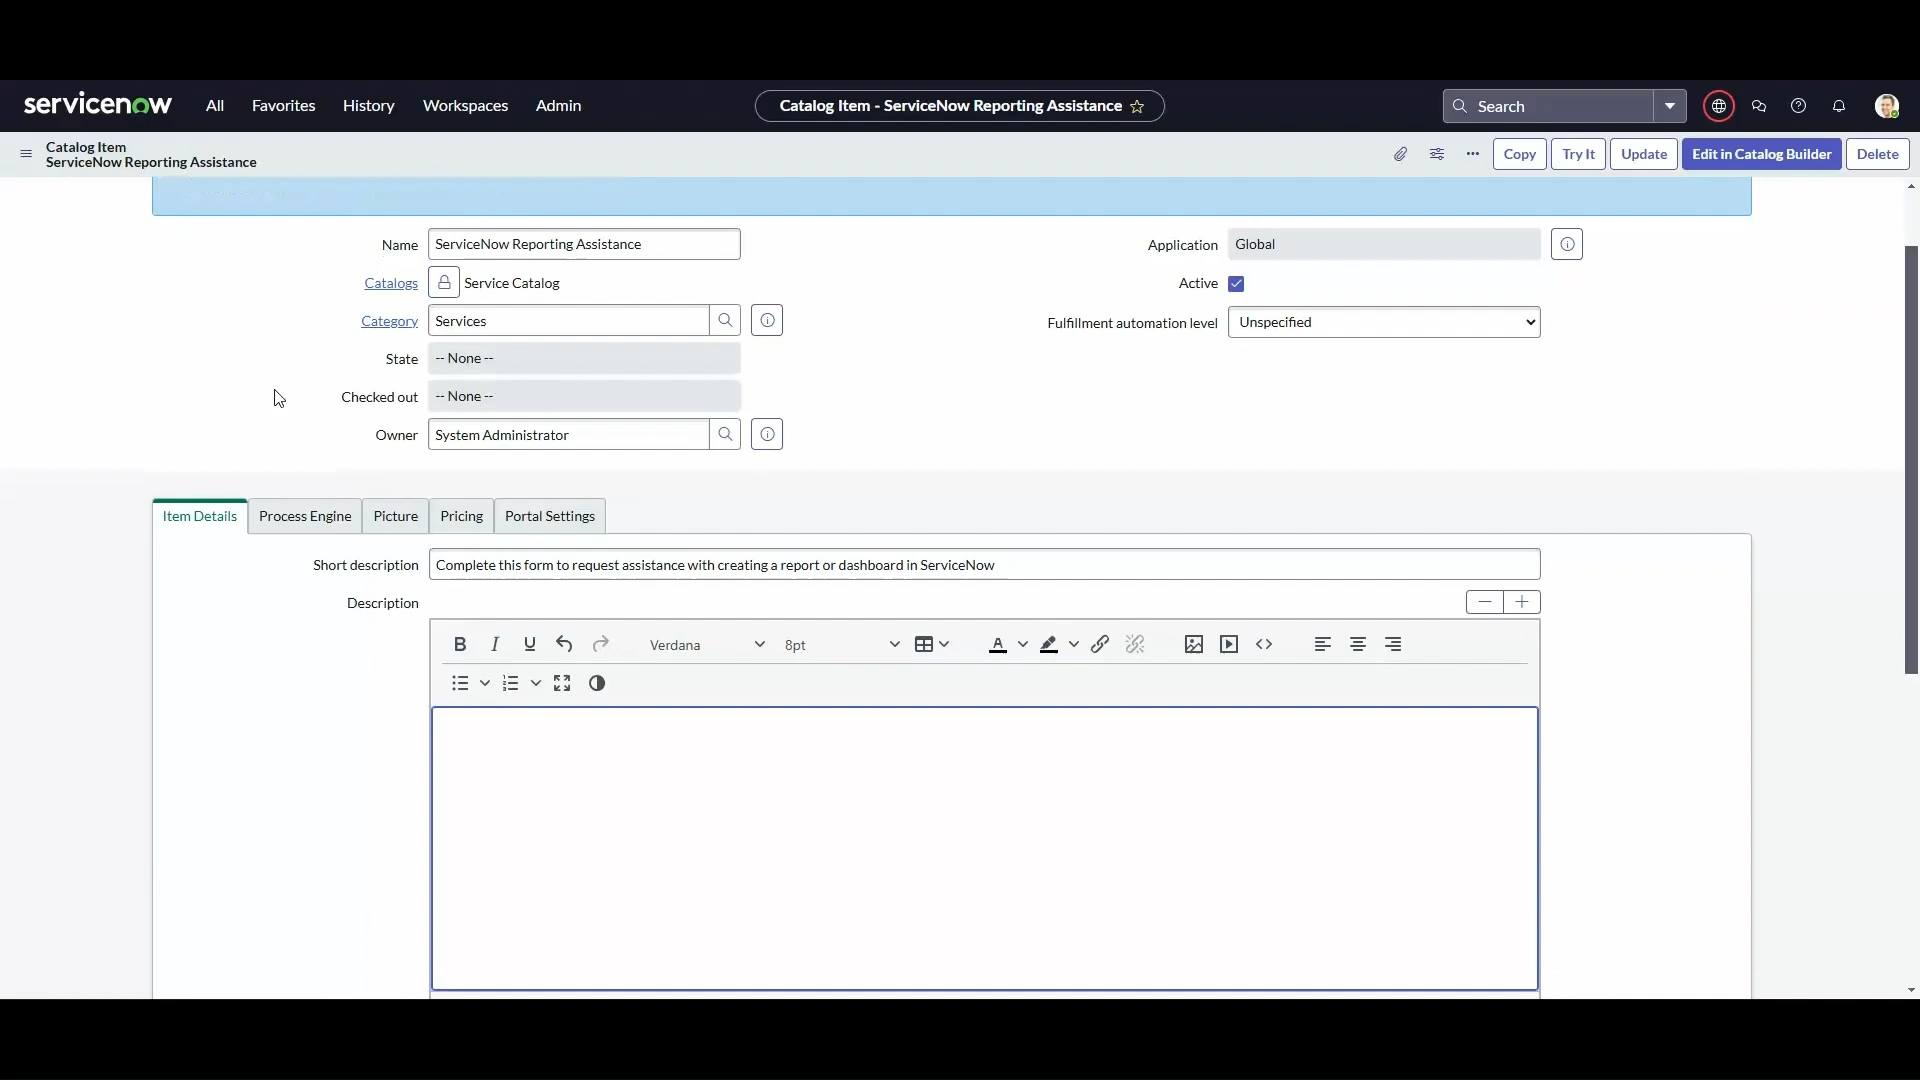 servicenow All Favorites History Workspaces Admin Catalog Item - ServiceNow Reporting Assistance Search
Catalog Item
ServiceNow Reporting Assistance
Copy Try It Update Edit in Catalog Builder Delete
Name ServiceNow Reporting Assistance Application Global
Catalogs Service Catalog Active
Category Services Fulfillment automation level Unspecified
State -- None --
Checked out -- None --
Owner System Administrator
Item Details Process Engine Picture Pricing Portal Settings
Short description Complete this form to request assistance with creating a report or dashboard in ServiceNow
Description
B I U Verdana 8pt A